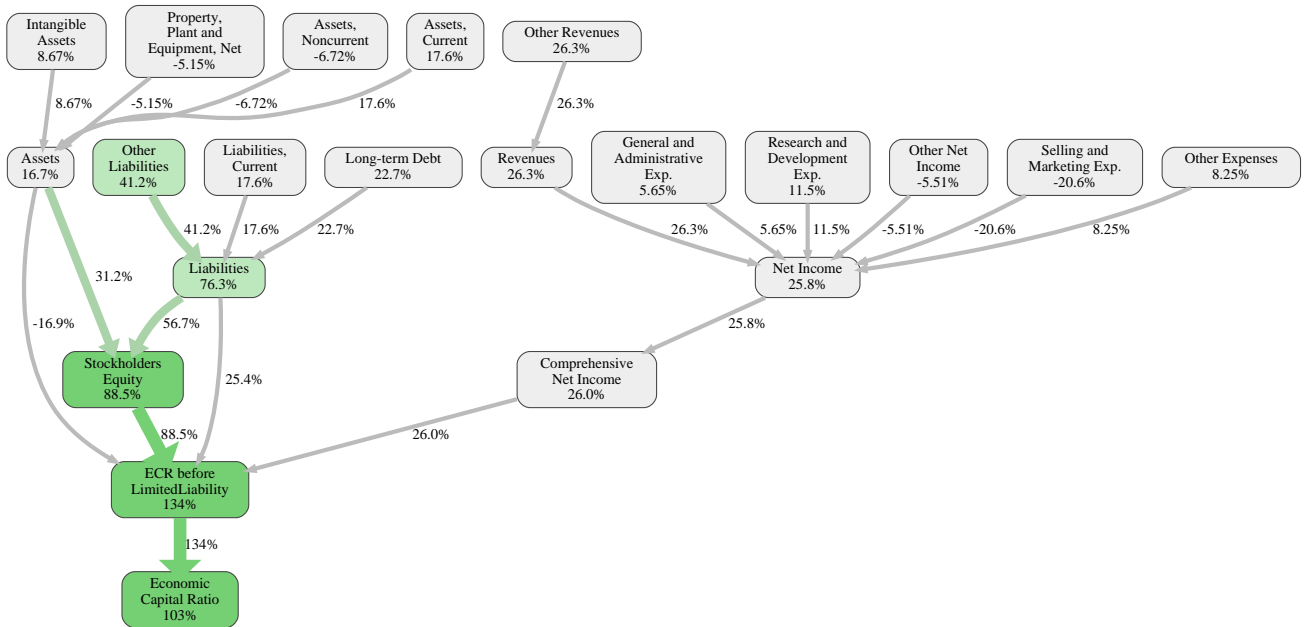 Intangible
Assets
8.67%
Property,
Plant and
Equipment, Net
-5.15%
Assets,
Noncurrent
-6.72%
Assets,
Current
17.6%
Other Revenues
26.3%
8.67%
-5.15%
-6.72%
17.6%
26.3%
Assets
16.7%
Other
Liabilities
41.2%
Liabilities,
Current
17.6%
Long-term Debt
22.7%
Revenues
26.3%
General and
Administrative
Exp.
5.65%
Research and
Development
Exp.
11.5%
Other Net
Income
-5.51%
Selling and
Marketing Exp.
-20.6%
Other Expenses
8.25%
41.2%
17.6%
22.7%
26.3%
5.65%
11.5%
-5.51%
-20.6%
8.25%
31.2%
Liabilities
76.3%
Net Income
25.8%
-16.9%
56.7%
25.8%
Stockholders
Equity
88.5%
25.4%
Comprehensive
Net Income
26.0%
88.5%
26.0%
ECR before
LimitedLiability
134%
134%
Economic
Capital Ratio
103%